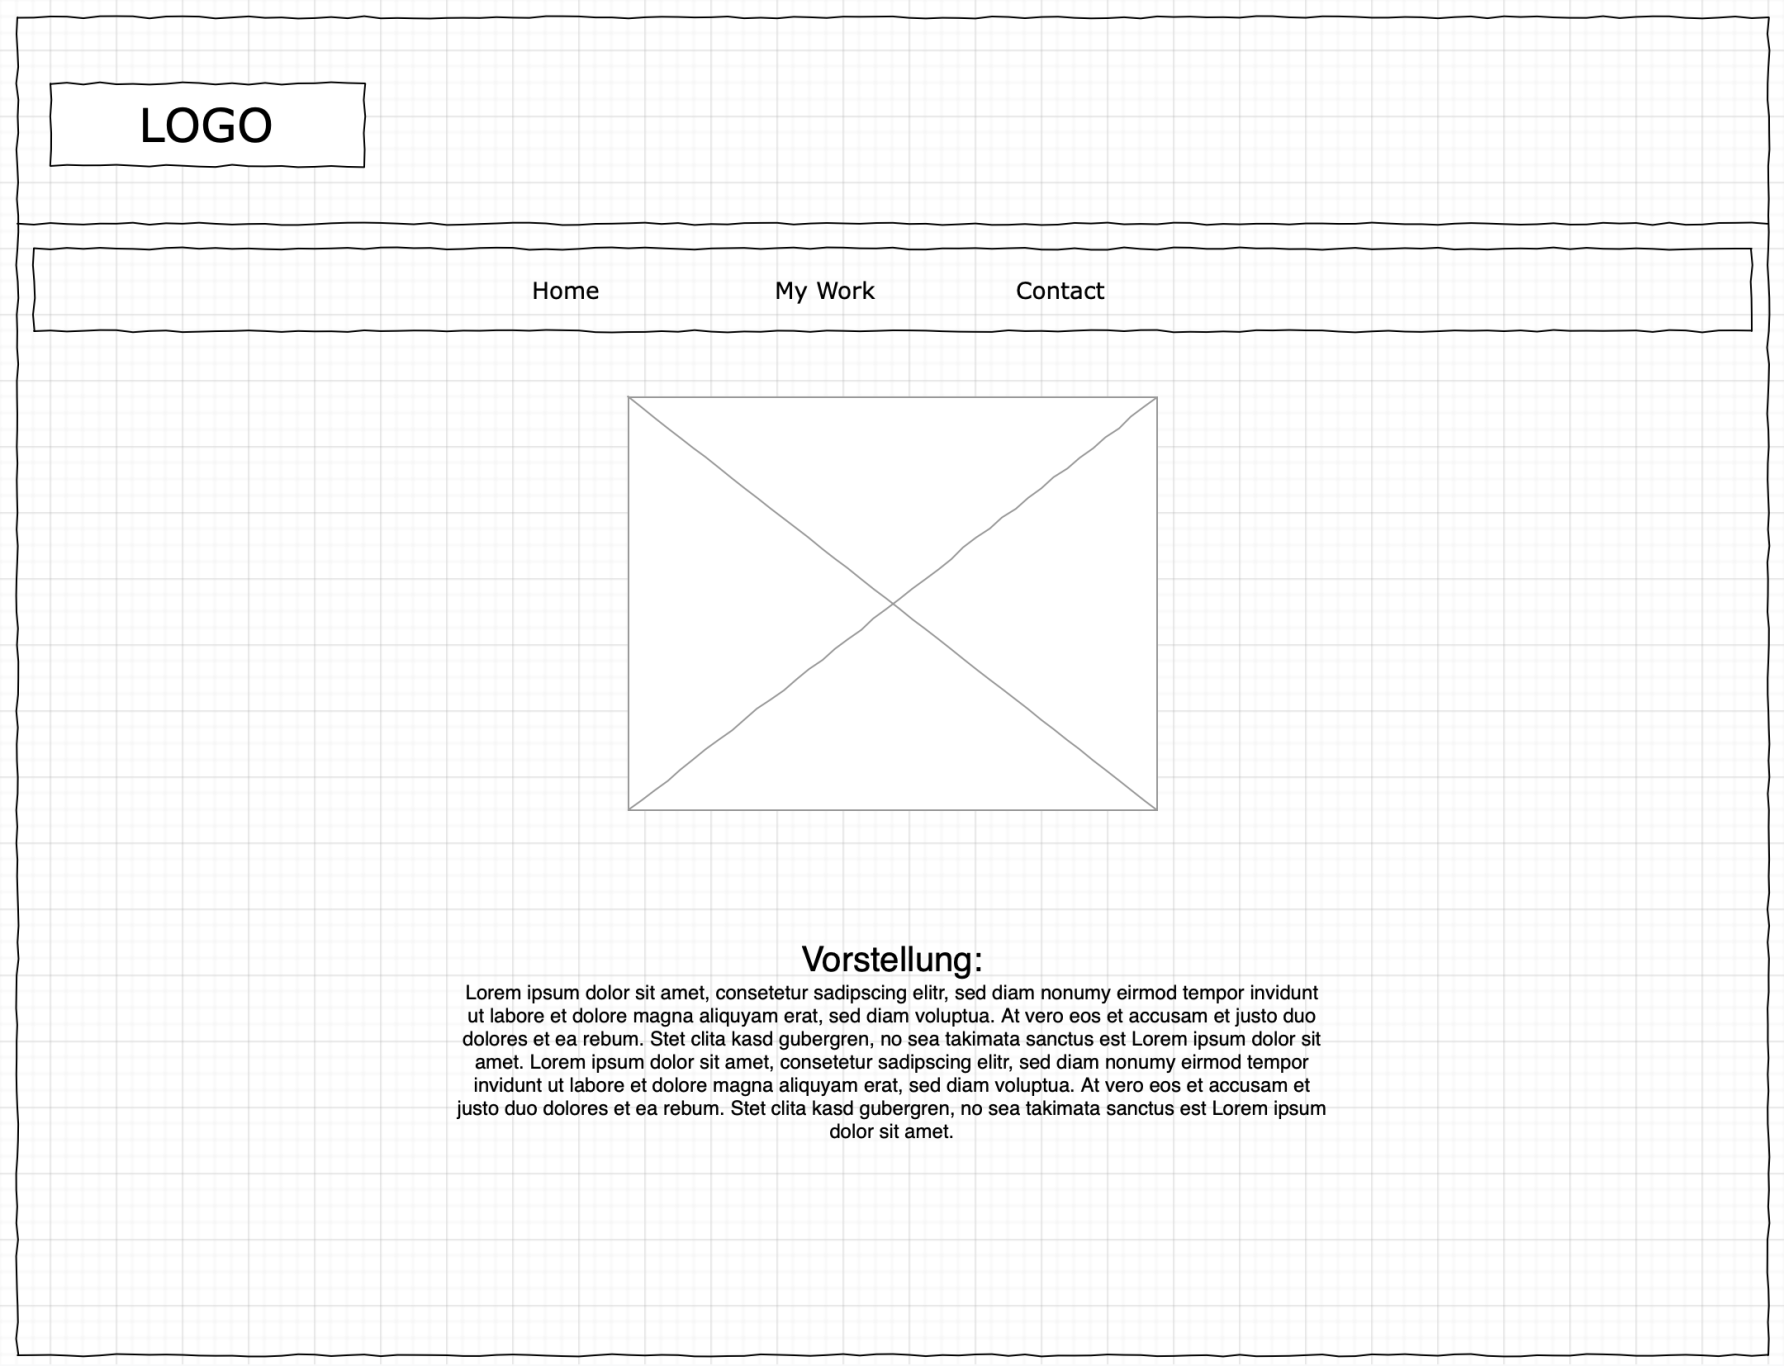 LOGO
Home My Work Contact
Vorstellung:
Lorem ipsum dolor sit amet, consetetur sadipscing elitr, sed diam nonumy eirmod tempor invidunt
ut labore et dolore magna aliquyam erat, sed diam voluptua. At vero eos et accusam et justo duo
dolores et ea rebum. Stet clita kasd gubergren, no sea takimata sanctus est Lorem ipsum dolor sit
amet. Lorem ipsum dolor sit amet, consetetur sadipscing elitr, sed diam nonumy eirmod tempor
invidunt ut labore et dolore magna aliquyam erat, sed diam voluptua. At vero eos et accusam et
justo duo dolores et ea rebum. Stet clita kasd gubergren, no sea takimata sanctus est Lorem ipsum
dolor sit amet.